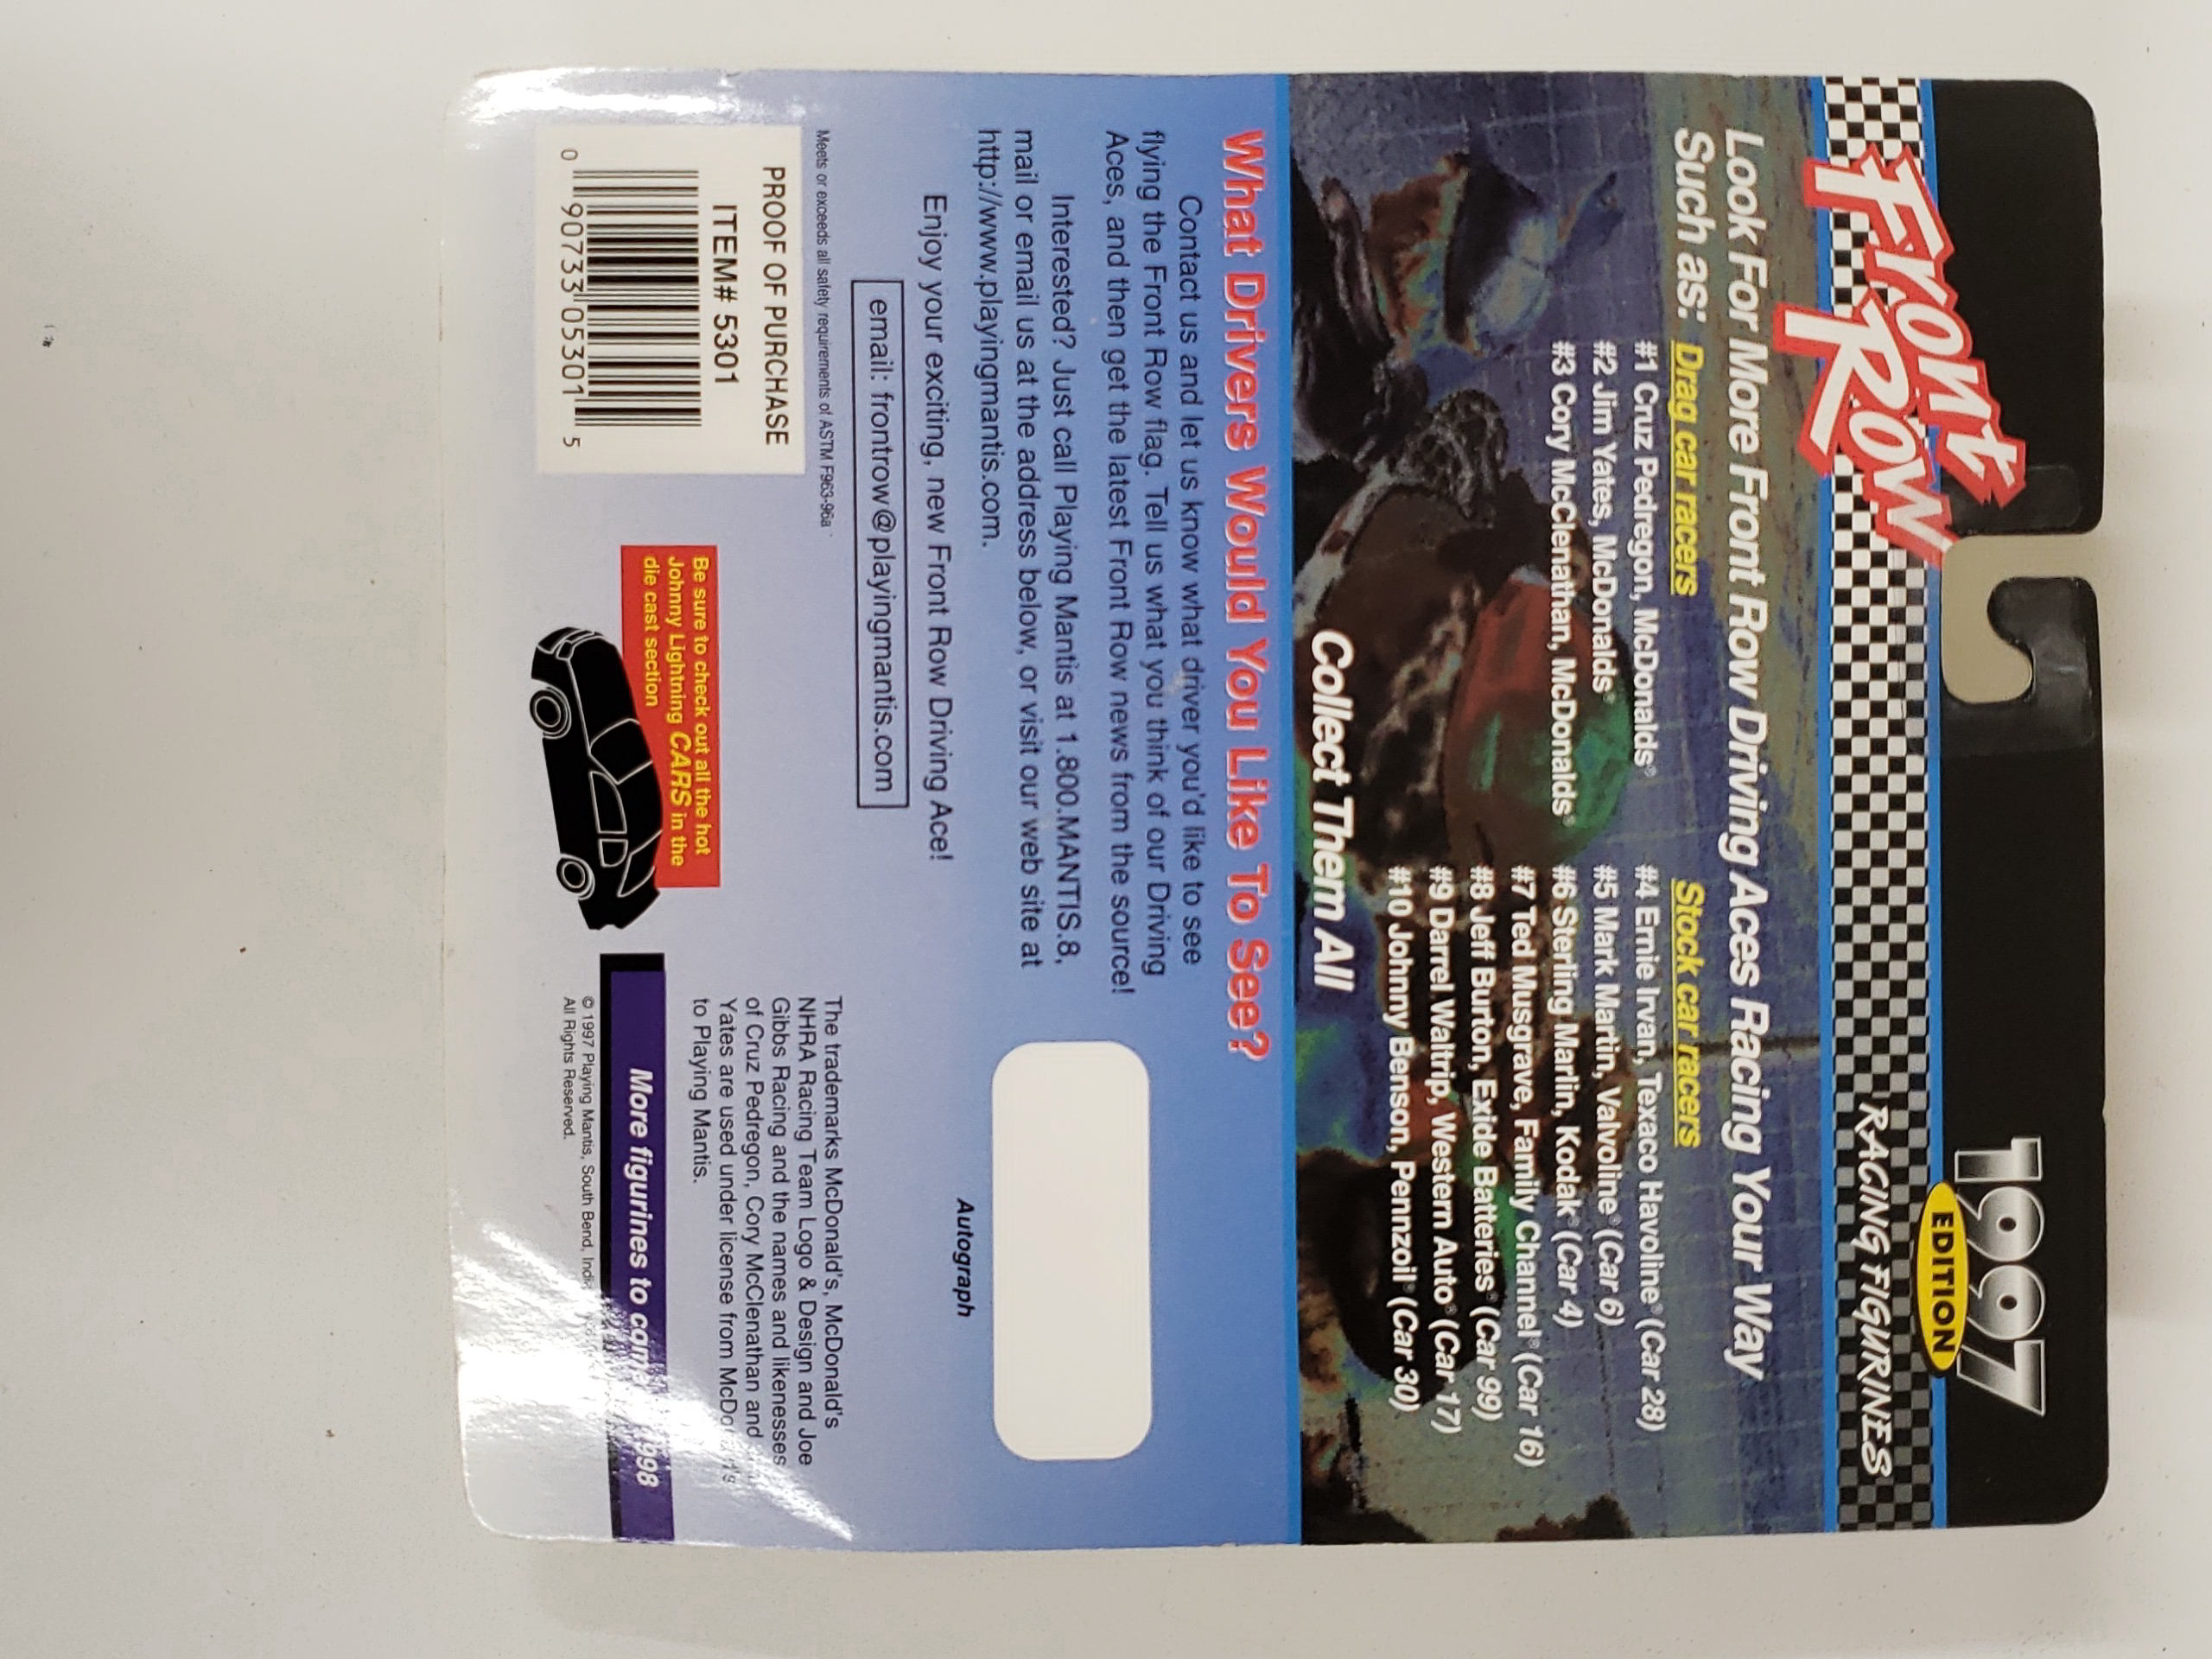 1997
EDITION
Front
Row
RACING FIGURINES
Look For More Front Row Driving Aces Racing Your Way
Such as: Drag car racers
#1 Cruz Pedregon, McDonalds®
#2 Jim Yates, McDonalds®
#3 Cory McClenathan, McDonalds®
Stock car racers
#4 Ernie Irvan, Texaco Havoline® (Car 28)
#5 Mark Martin, Valvoline® (Car 6)
#6 Sterling Marlin, Kodak® (Car 4)
#7 Ted Musgrave, Family Channel® (Car 16)
#8 Jeff Burton, Exide Batteries® (Car 99)
#9 Darrel Waltrip, Western Auto® (Car 17)
#10 Johnny Benson, Pennzoil® (Car 30)
Collect Them All
What Drivers Would You Like To See?
Contact us and let us know what driver you'd like to see
flying the Front Row flag. Tell us what you think of our Driving
Aces, and then get the latest Front Row news from the source!
Interested? Just call Playing Mantis at 1.800.MANTIS.8,
mail or email us at the address below, or visit our web site at
http://www.playingmantis.com.
Enjoy your exciting, new Front Row Driving Ace!
email: frontrow@playingmantis.com
Autograph
Meets or exceeds all safety requirements of ASTM F963-96a
PROOF OF PURCHASE
ITEM# 5301
0 90733 05301 5
Be sure to check out all the hot
Johnny Lightning CARS in the
die cast section
The trademarks McDonald's, McDonald's
NHRA Racing Team Logo & Design and Joe
Gibbs Racing and the names and likenesses
of Cruz Pedregon, Cory McClenathan and
Yates are used under license from McDonald's
to Playing Mantis.
More figurines to come
© 1997 Playing Mantis, South Bend,
All Rights Reserved.